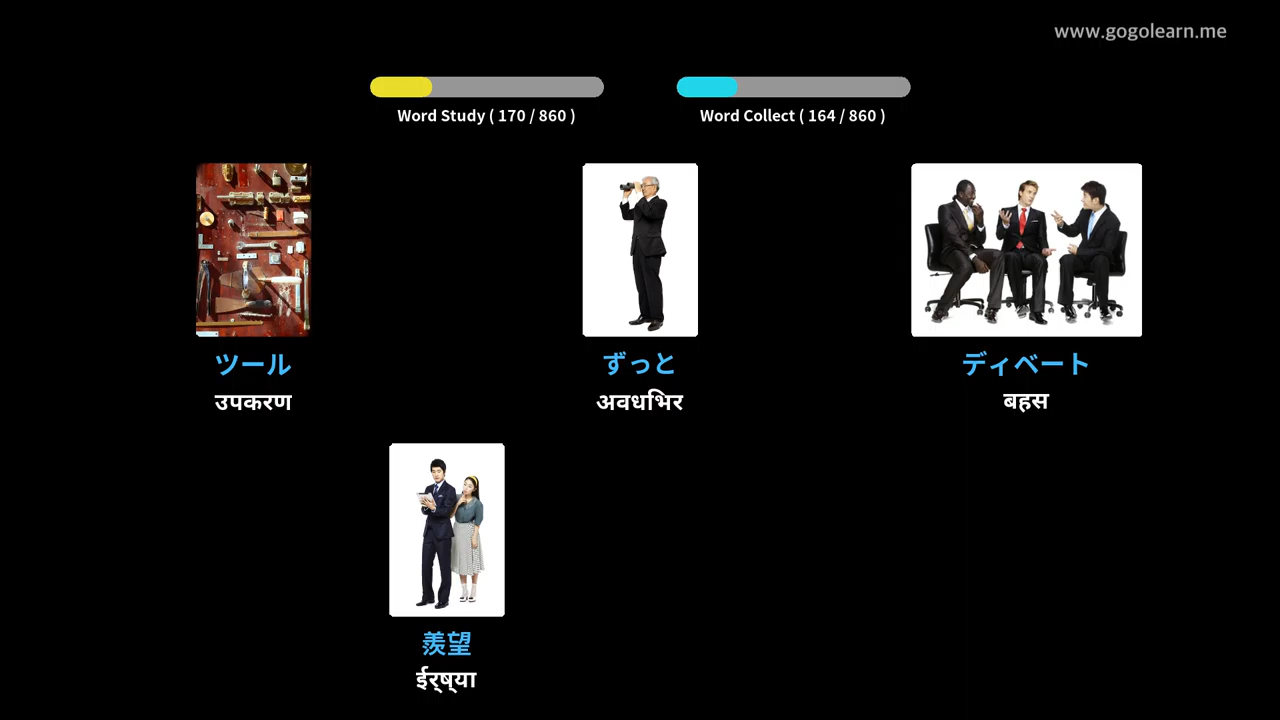 www.gogolearn.me
Word Study ( 170 / 860 )
Word Collect ( 164 / 860 )
ツール
ずっと
ディベート
उपकरण
अवधभिर
बहस
羨望
ईर्ष्या